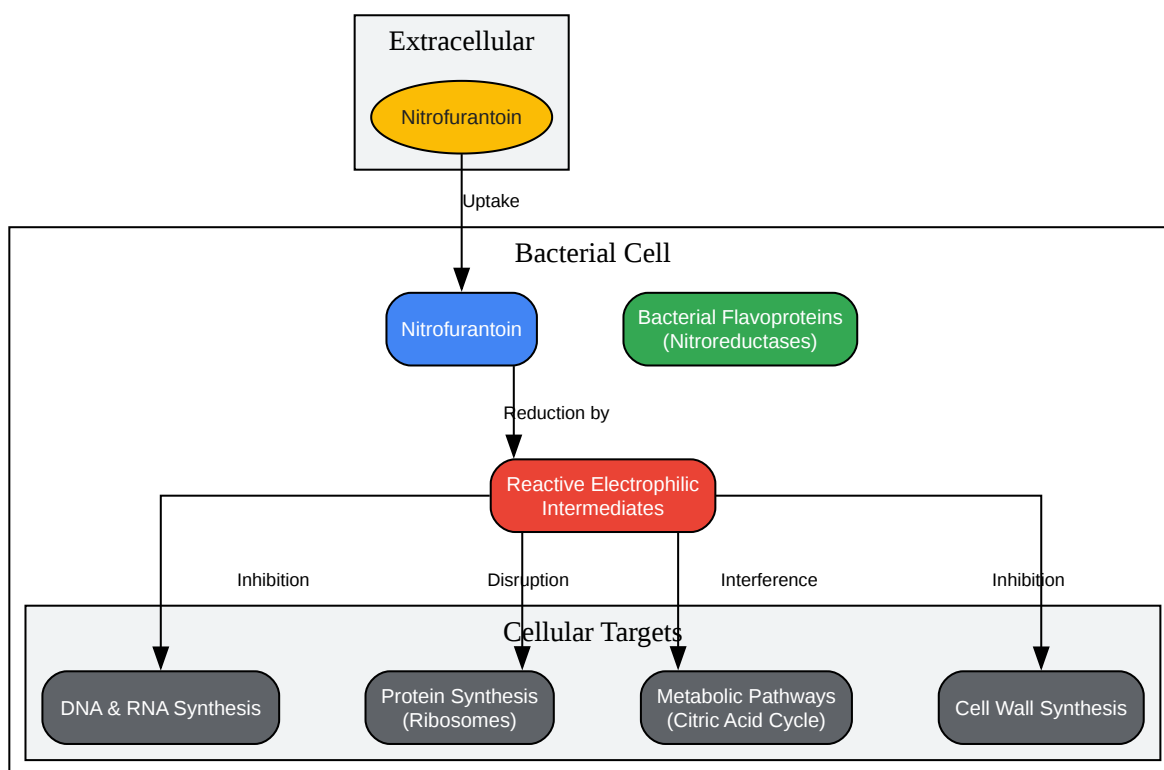 Extracellular
Nitrofurantoin
Uptake
Bacterial Cell
Nitrofurantoin
Bacterial Flavoproteins
(Nitroreductases)
Reduction by
Reactive Electrophilic
Intermediates
Inhibition
Disruption
Interference
Inhibition
Cellular Targets
DNA & RNA Synthesis
Protein Synthesis
(Ribosomes)
Metabolic Pathways
(Citric Acid Cycle)
Cell Wall Synthesis